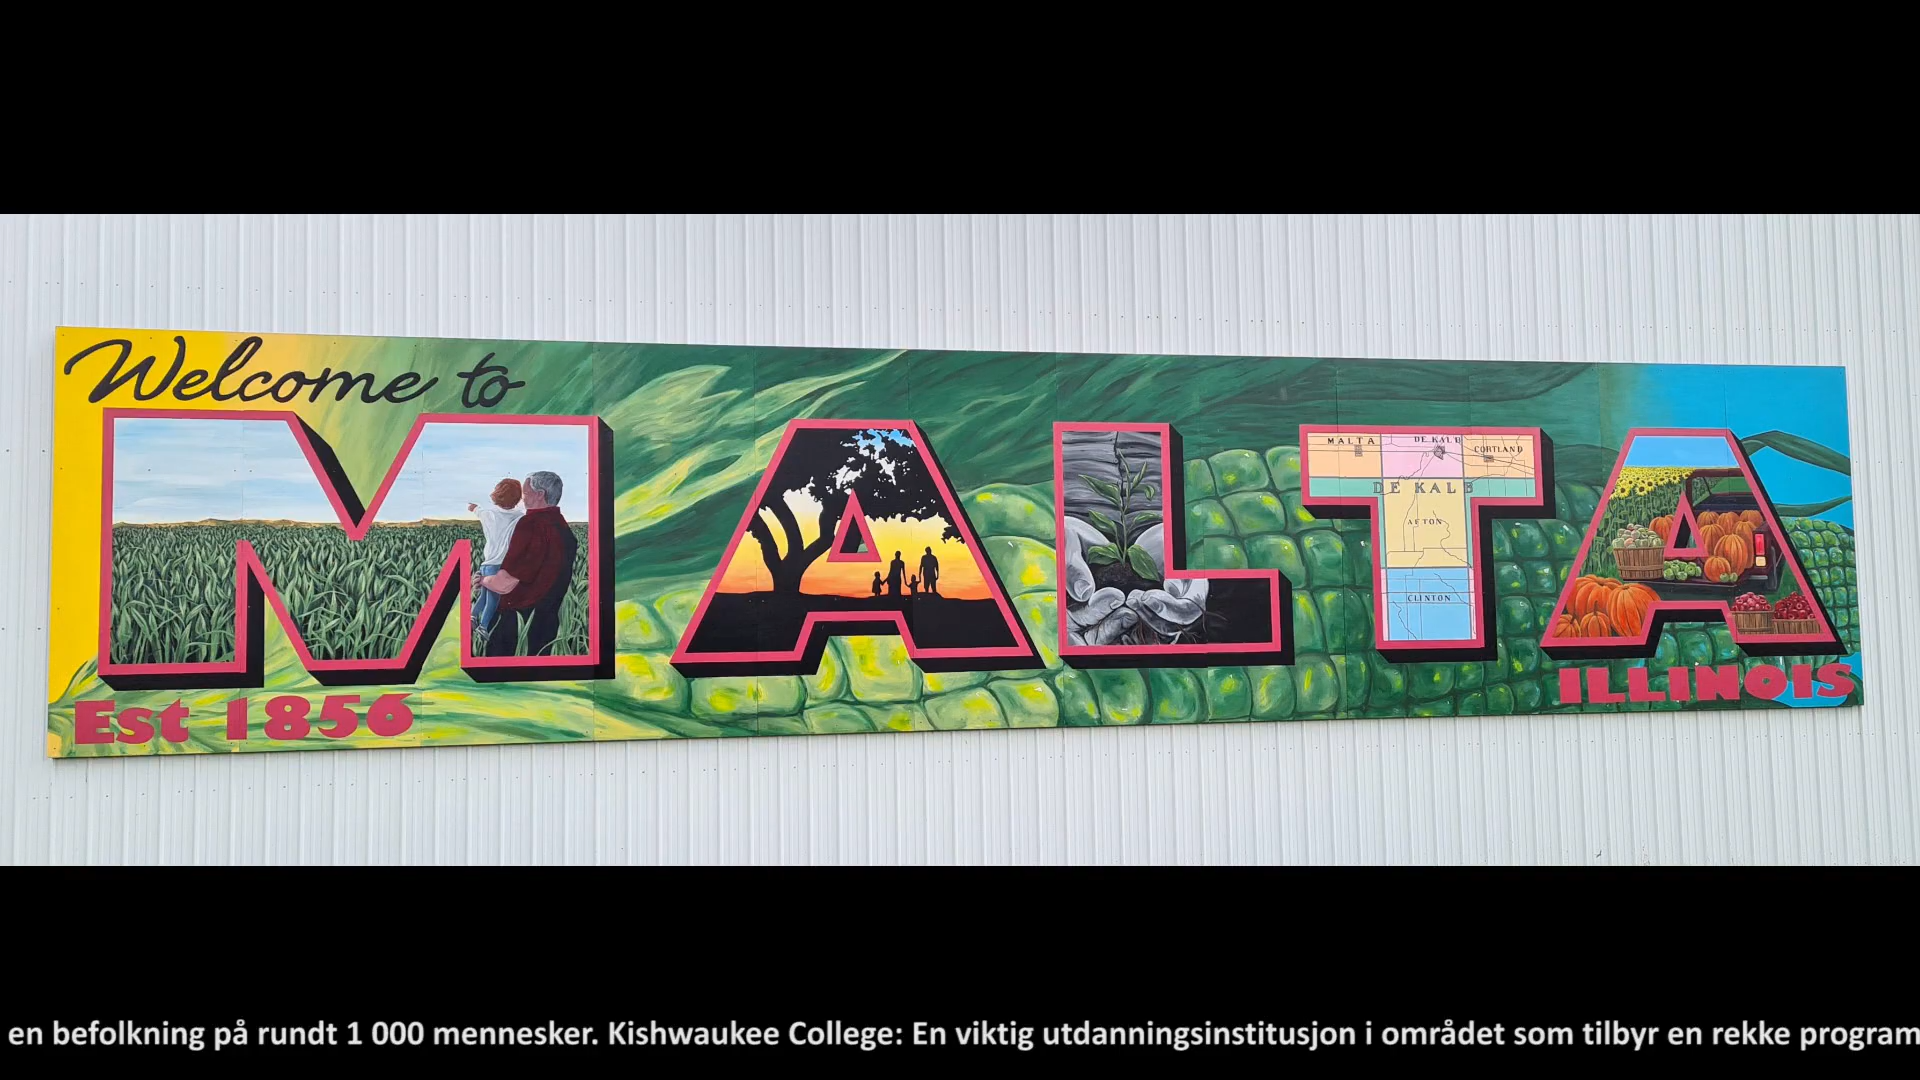 Welcome to
MALTA
MALTA DE KALB CORTLAND
DE KALB
AFTON
CLINTON
Est 1856
ILLINOIS
en befolkning på rundt 1 000 mennesker. Kishwaukee College: En viktig utdanningsinstitusjon i området som tilbyr en rekke program